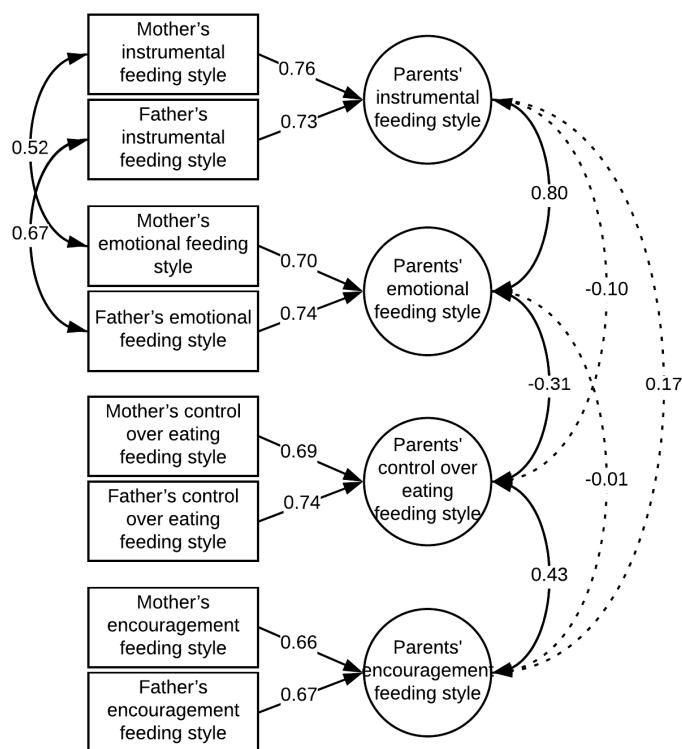 Mother's
instrumental
feeding style
Father's
instrumental
feeding style
Mother's
emotional feeding
style
Father's emotional
feeding style
Mother's control
over eating
feeding style
Father's control
over eating
feeding style
Mother's
encouragement
feeding style
Father's
encouragement
feeding style
0.52
0.67
0.76
0.73
0.70
0.74
0.69
0.74
0.66
0.67
Parents'
instrumental
feeding style
Parents'
emotional
feeding style
Parents'
control over
eating
feeding style
Parents'
encouragement
feeding style
0.80
-0.10
-0.31
0.17
-0.01
0.43